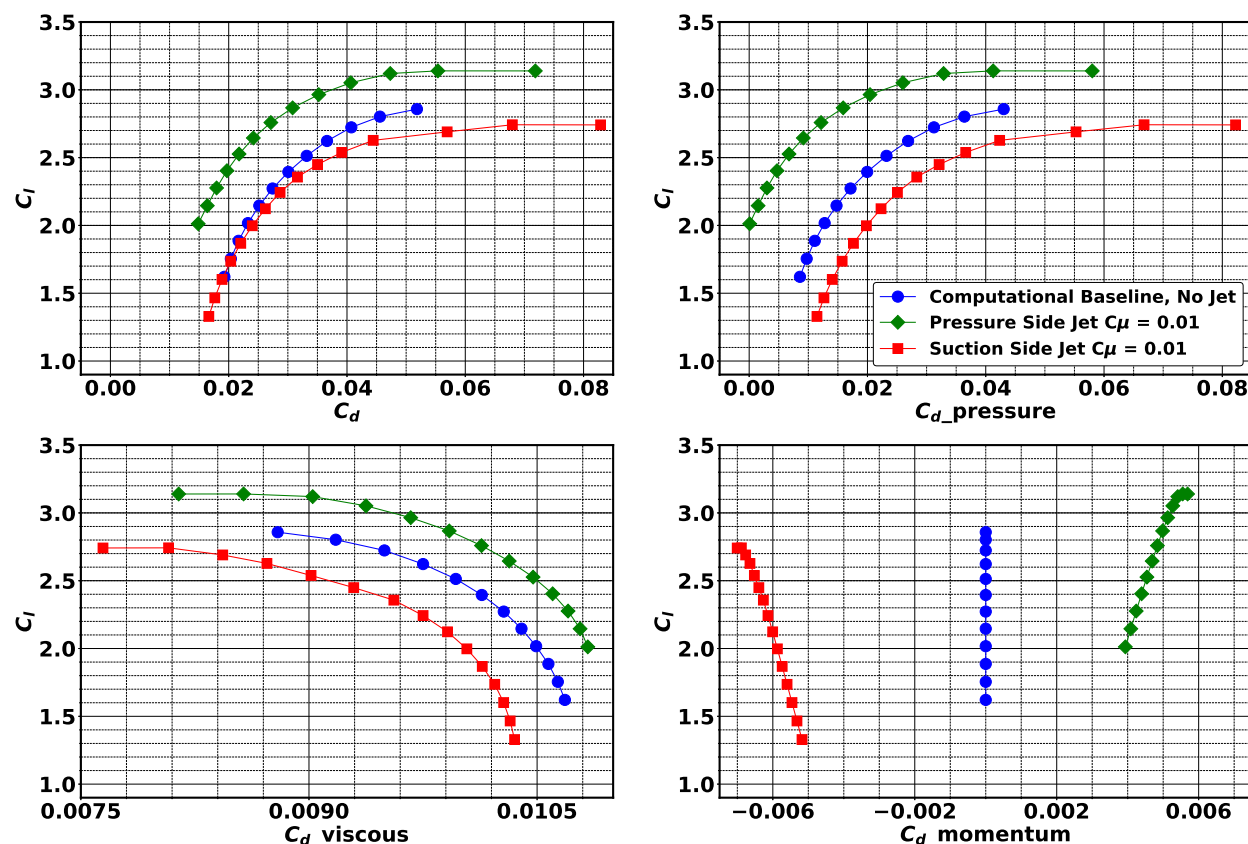 3.5
3.0
2.5
2.0
1.5
1.0
C_l
0.00 0.02 0.04 0.06 0.08
C_d
3.5
3.0
2.5
2.0
1.5
1.0
C_l
Computational Baseline, No Jet
Pressure Side Jet Cμ = 0.01
Suction Side Jet Cμ = 0.01
0.00 0.02 0.04 0.06 0.08
C_d_pressure
3.5
3.0
2.5
2.0
1.5
1.0
C_l
0.0075 0.0090 0.0105
C_d viscous
3.5
3.0
2.5
2.0
1.5
1.0
C_l
−0.006 −0.002 0.002 0.006
C_d momentum